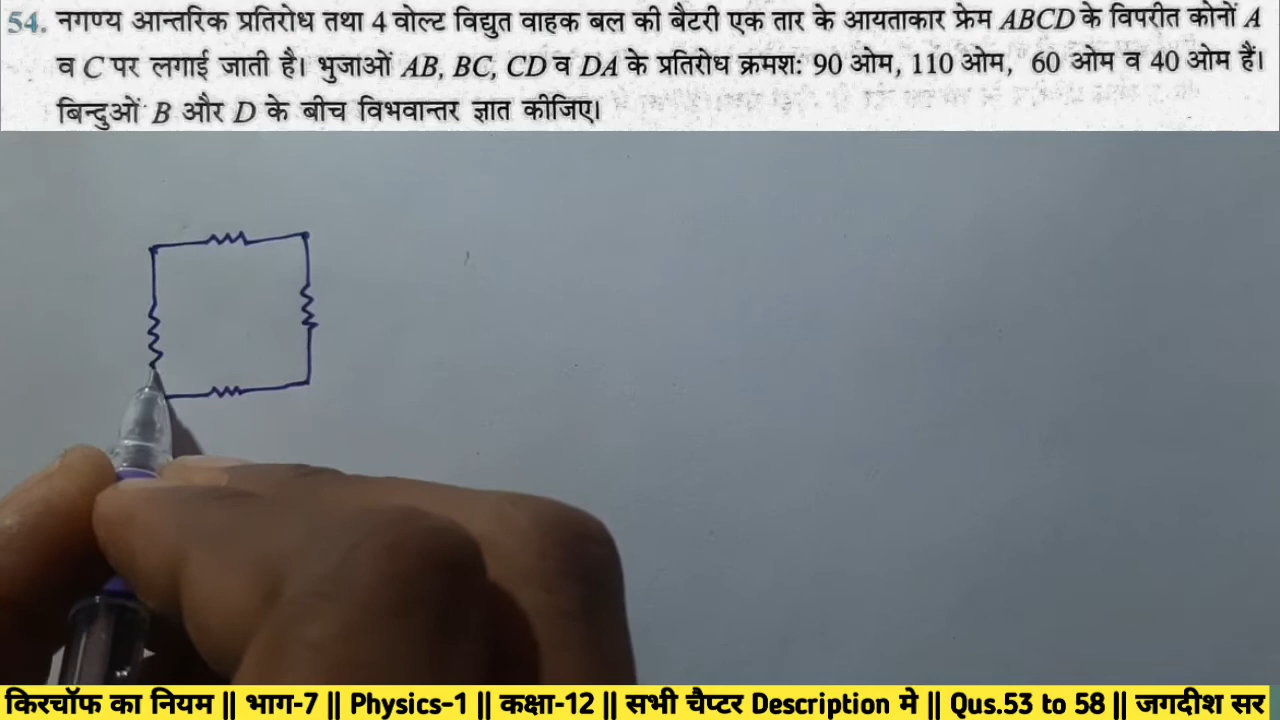 54. नगण्य आन्तरिक प्रतिरोध तथा 4 वोल्ट विद्युत वाहक बल की बैटरी एक तार के आयताकार फ्रेम ABCD के विपरीत कोनों A
व C पर लगाई जाती है। भुजाओं AB, BC, CD व DA के प्रतिरोध क्रमश: 90 ओम, 110 ओम, 60 ओम व 40 ओम हैं।
बिन्दुओं B और D के बीच विभवान्तर ज्ञात कीजिए।
किरचॉफ का नियम || भाग-7 || Physics-1 || कक्षा-12 || सभी चैप्टर Description मे || Qus.53 to 58 || जगदीश सर